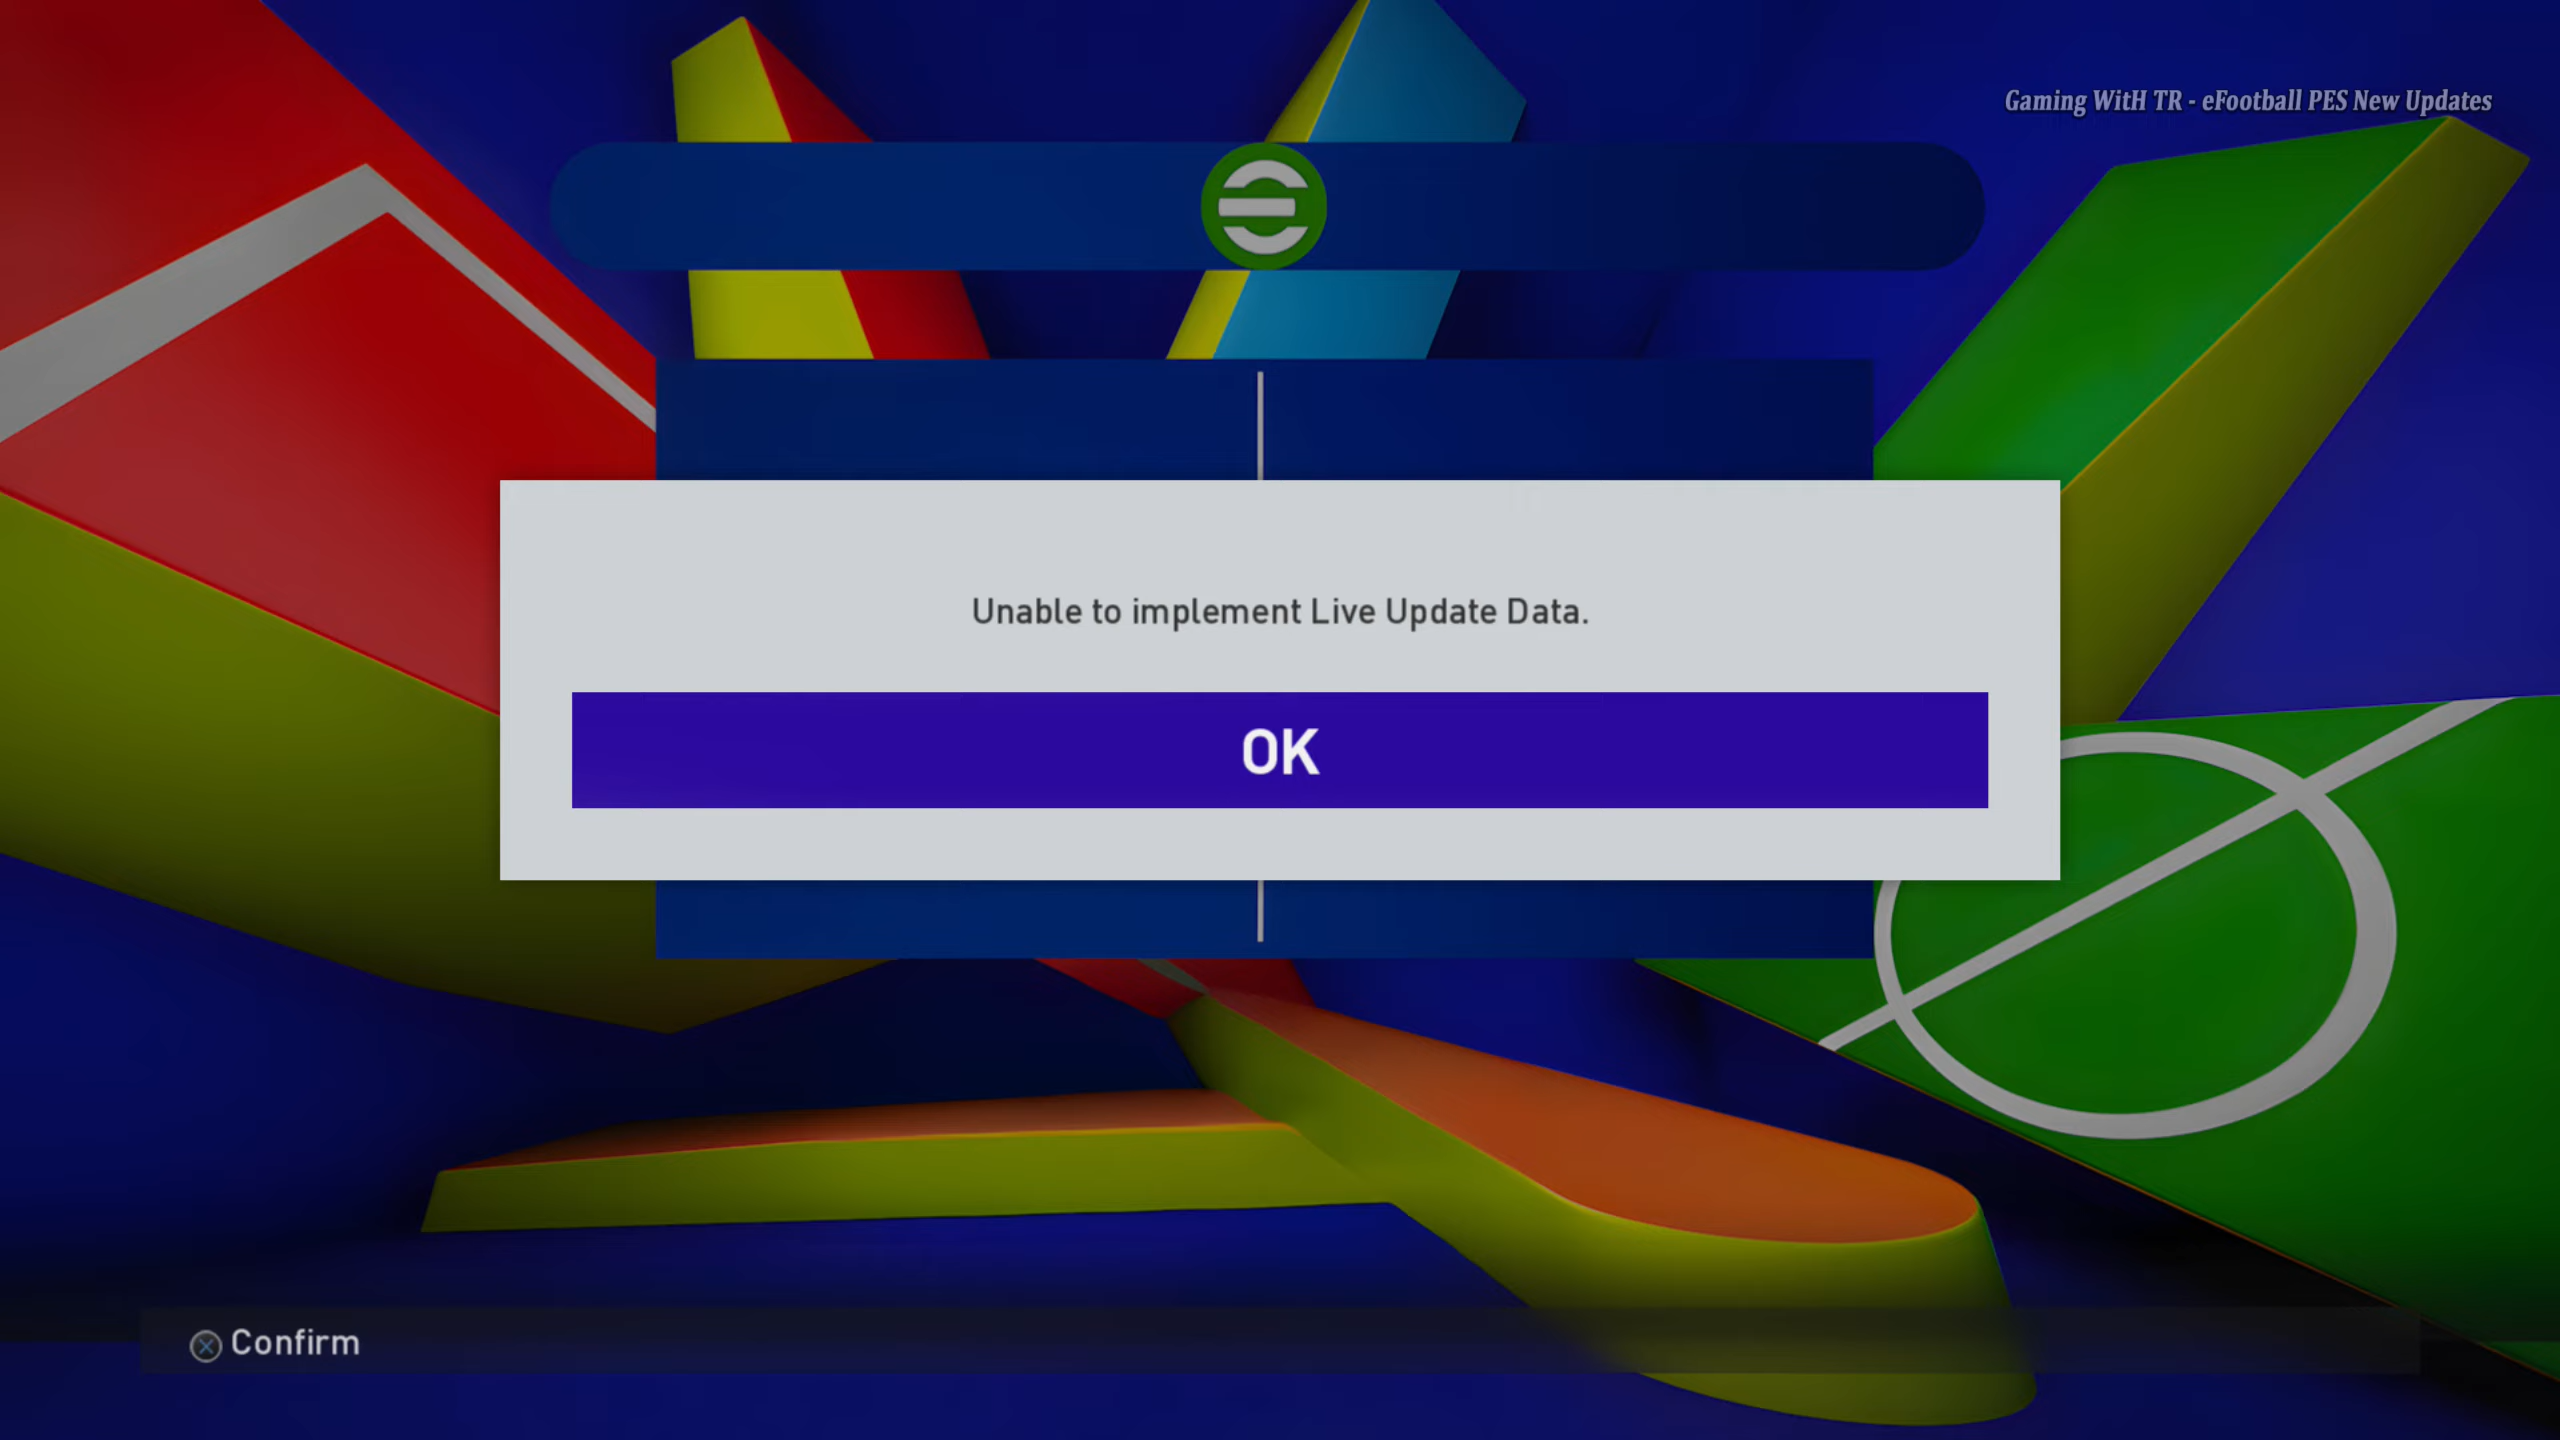 Gaming WitH TR - eFootball PES New Updates
Unable to implement Live Update Data.
OK
Confirm